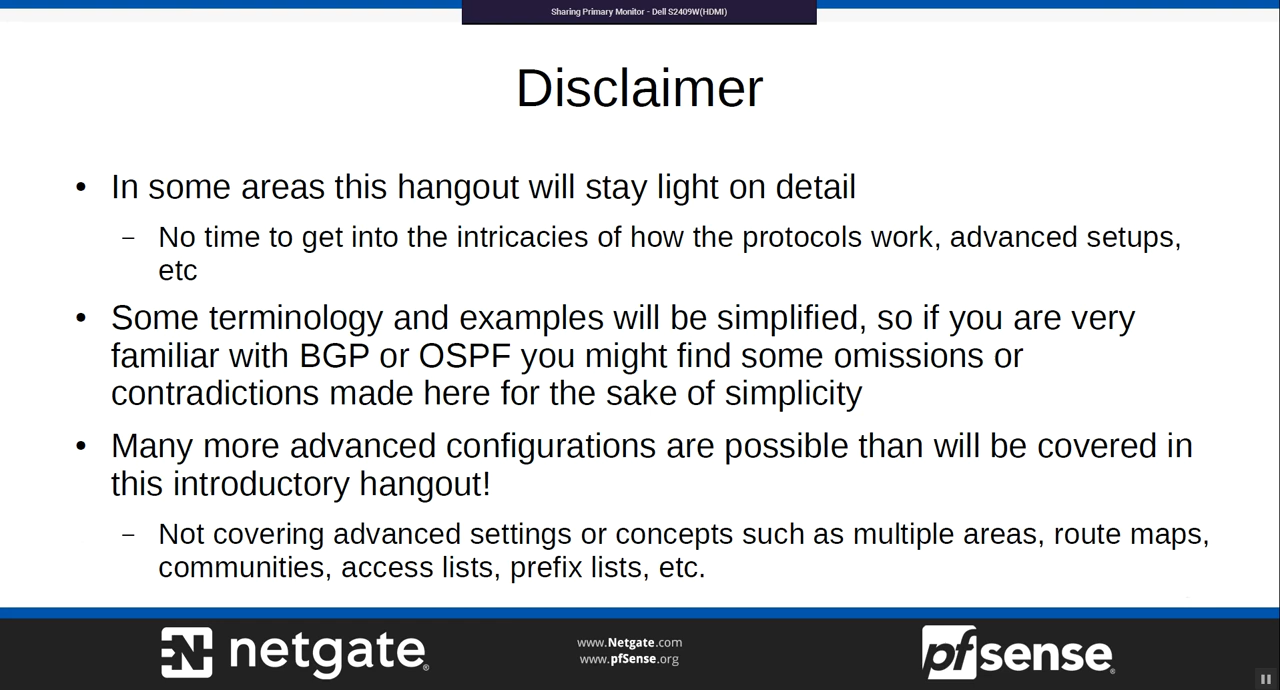 Sharing Primary Monitor - Dell S2409W(HDMI)
Disclaimer
• In some areas this hangout will stay light on detail
– No time to get into the intricacies of how the protocols work, advanced setups,
etc
• Some terminology and examples will be simplified, so if you are very
familiar with BGP or OSPF you might find some omissions or
contradictions made here for the sake of simplicity
• Many more advanced configurations are possible than will be covered in
this introductory hangout!
– Not covering advanced settings or concepts such as multiple areas, route maps,
communities, access lists, prefix lists, etc.
N netgate®
www.Netgate.com
www.pfSense.org
pfsense®